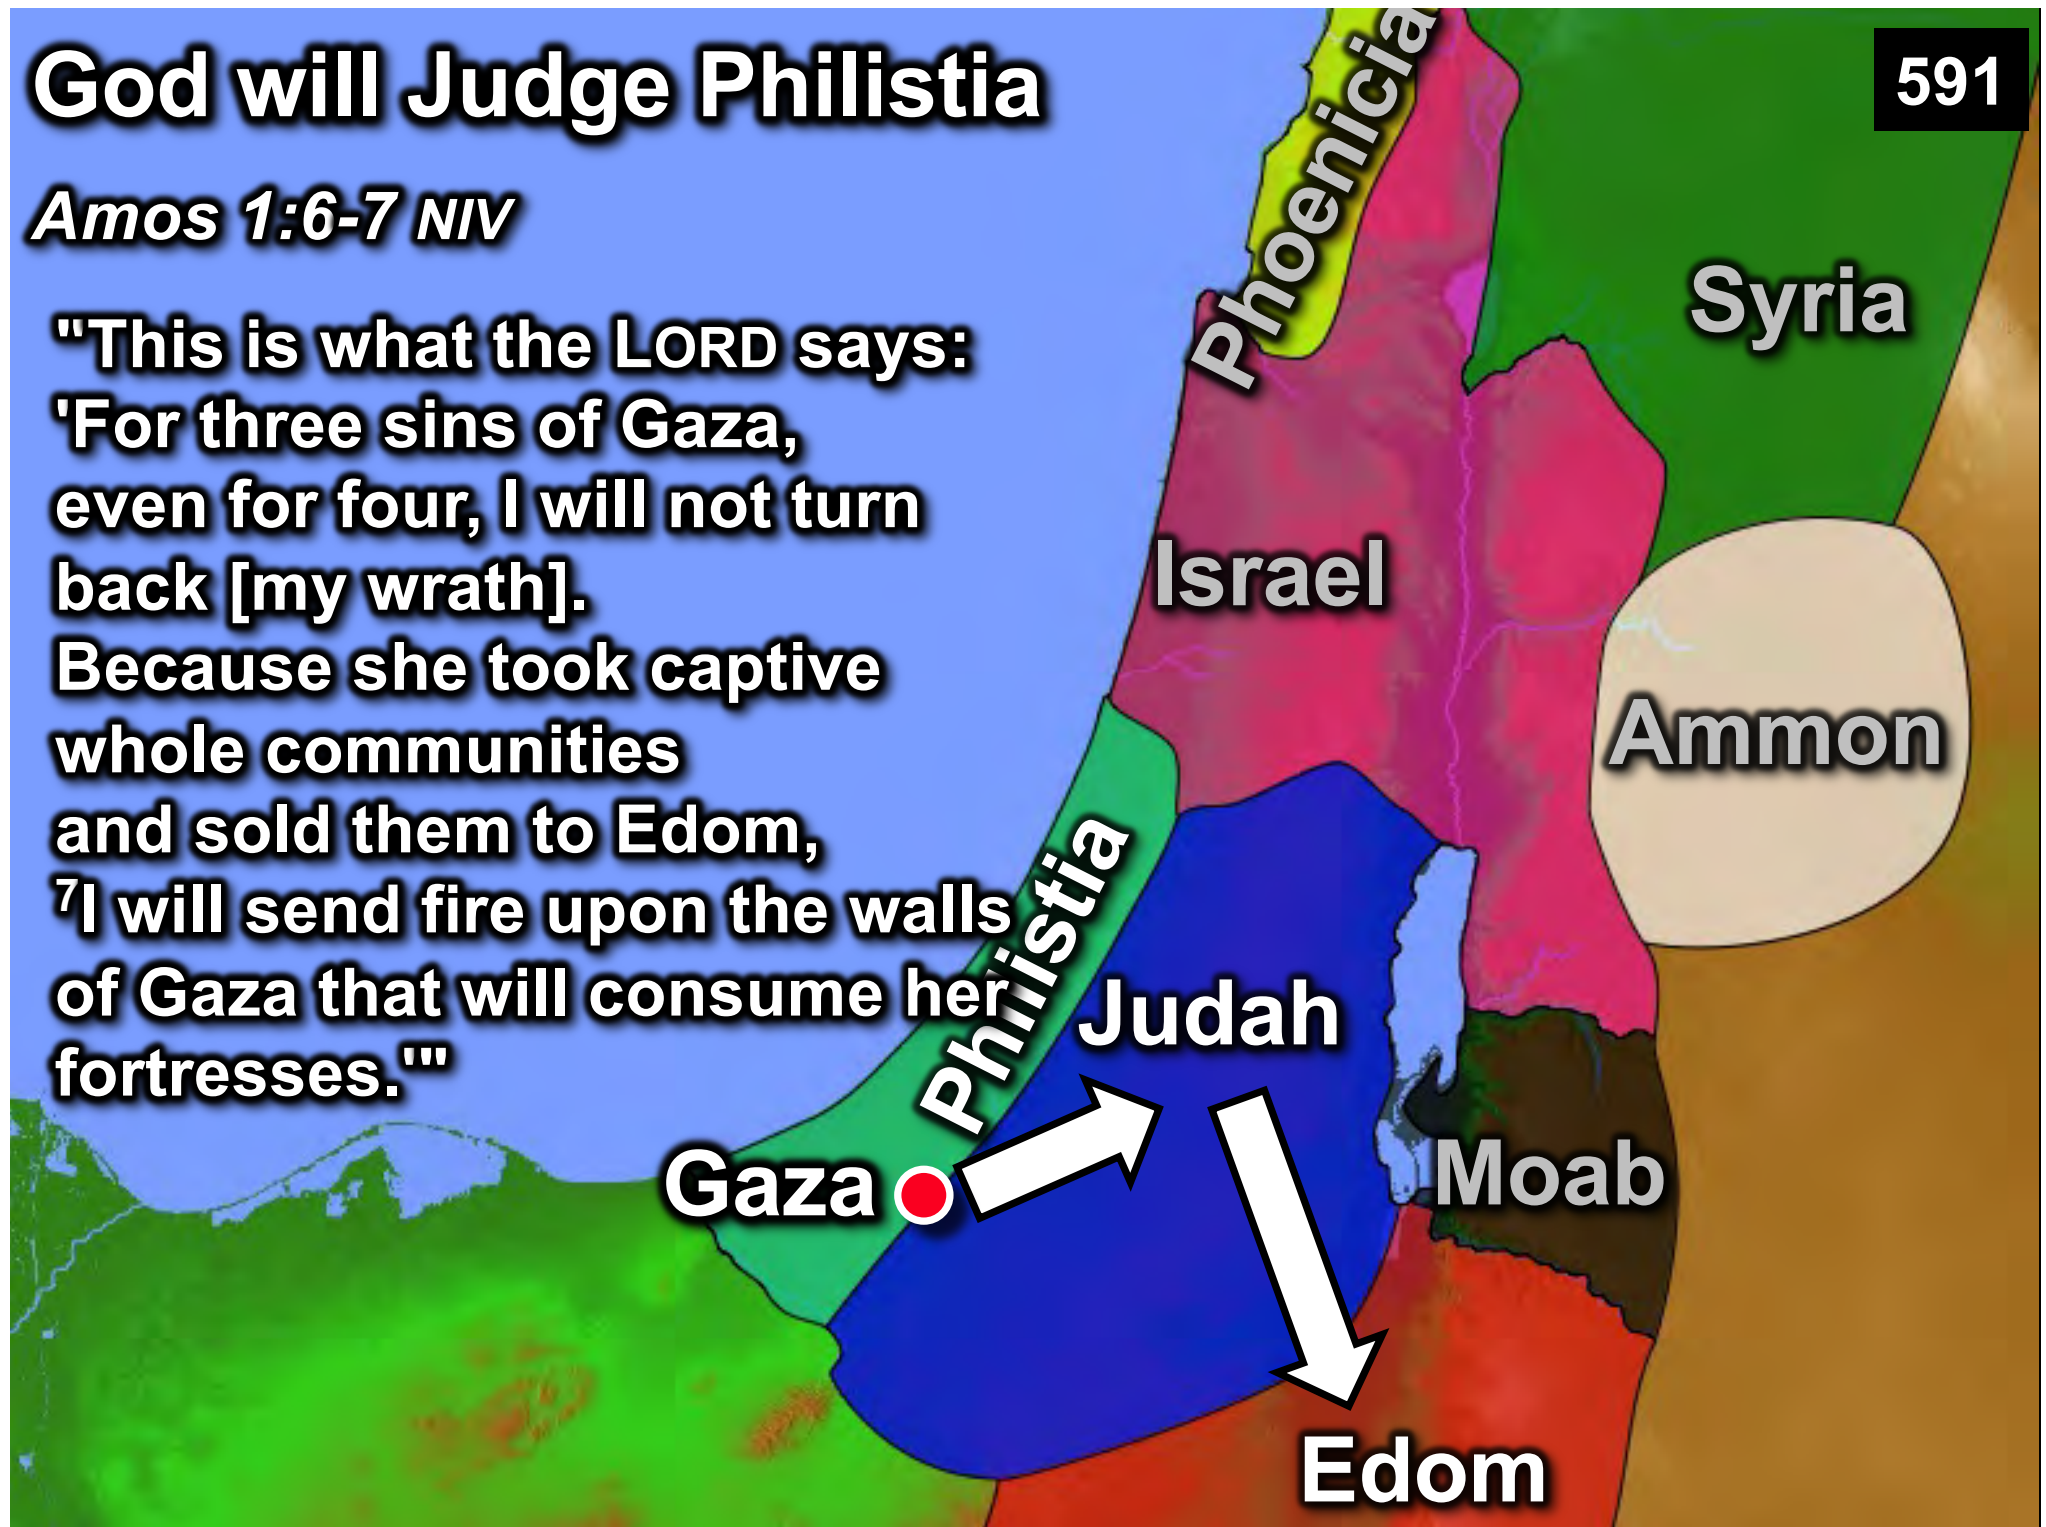 God will Judge Philistia
591
Amos 1:6-7 NIV
"This is what the LORD says:
'For three sins of Gaza,
even for four, I will not turn
back [my wrath].
Because she took captive
whole communities
and sold them to Edom,
⁷I will send fire upon the walls
of Gaza that will consume her
fortresses.'"
Phoenicia
Syria
Israel
Ammon
Philistia
Judah
Gaza
Moab
Edom